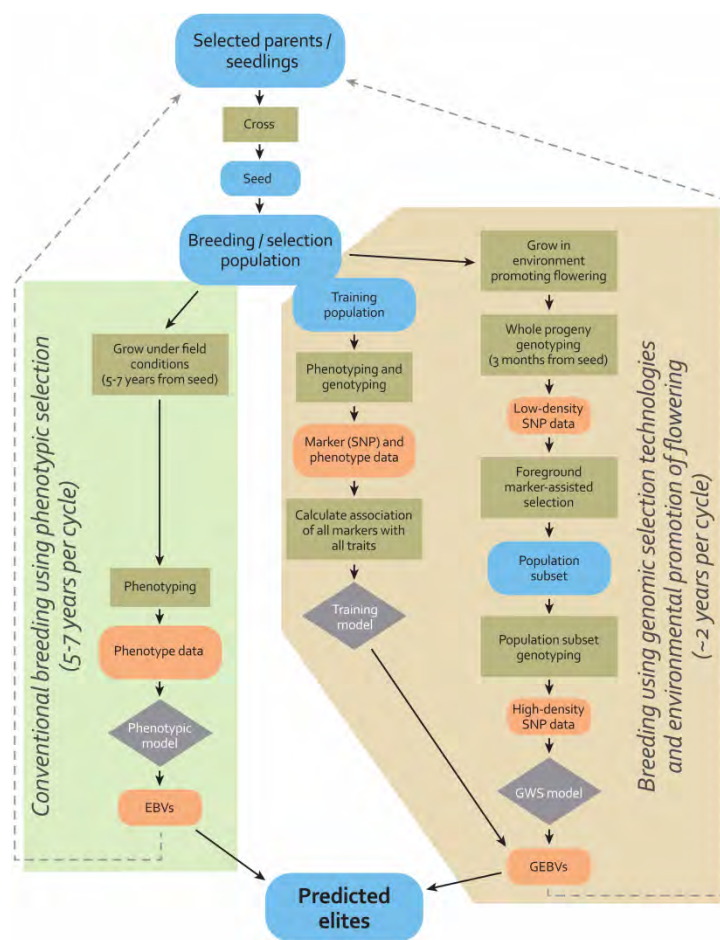 Selected parents /
seedlings
Cross
Seed
Breeding / selection
population
Training
population
Grow in
environment
promoting flowering
Grow under field
conditions
(5-7 years from seed)
Phenotyping and
genotyping
Whole progeny
genotyping
(3 months from seed)
Marker (SNP) and
phenotype data
Low-density
SNP data
Calculate association
of all markers with
all traits
Foreground
marker-assisted
selection
Phenotyping
Training
model
Population
subset
Phenotype data
Population subset
genotyping
Phenotypic
model
High-density
SNP data
EBVs
GWS model
GEBVs
Predicted
elites
Conventional breeding using phenotypic selection
(5-7 years per cycle)
Breeding using genomic selection technologies
and environmental promotion of flowering
(~2 years per cycle)